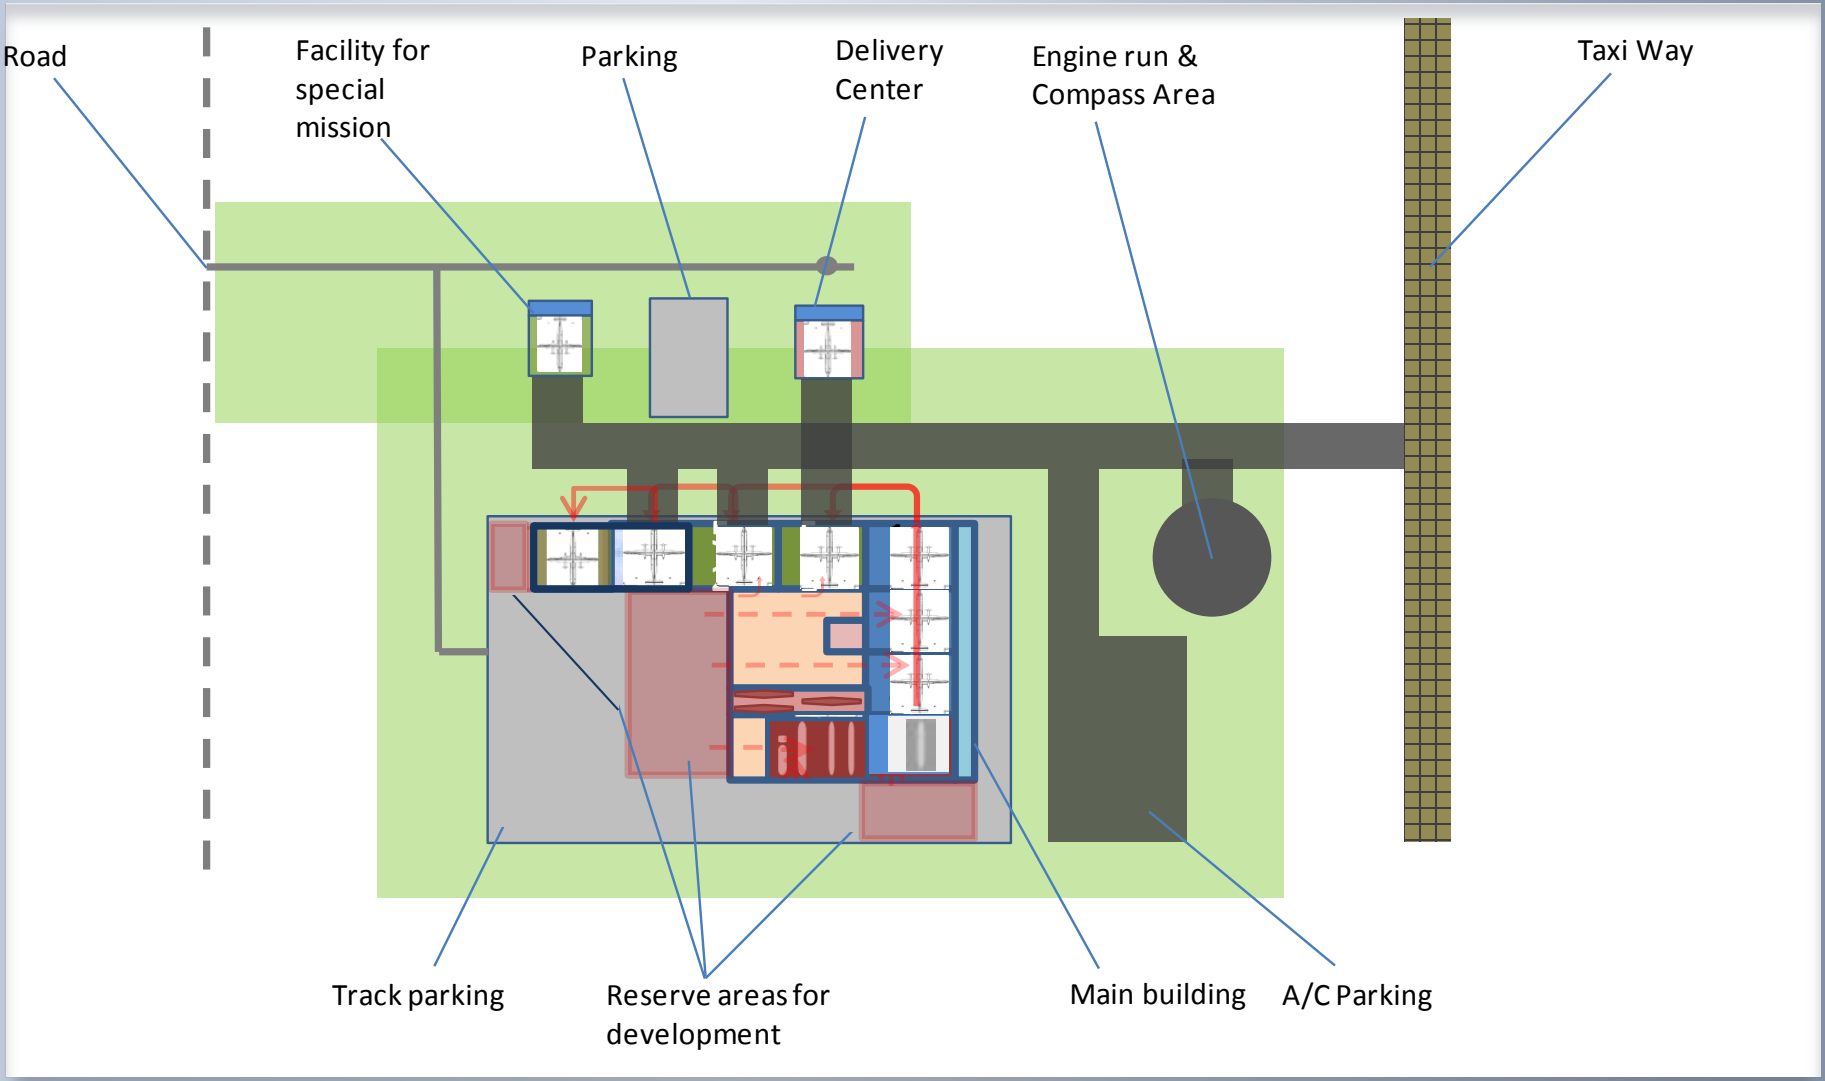 Road
Facility for
special
mission
Parking
Delivery
Center
Engine run &
Compass Area
Taxi Way
Track parking
Reserve areas for
development
Main building
A/C Parking